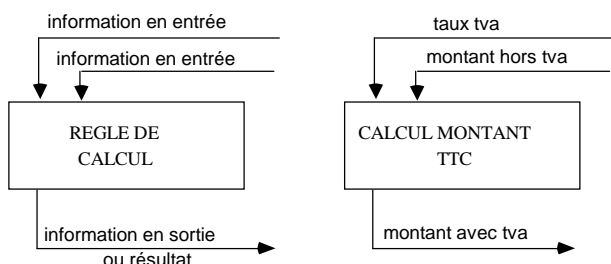 information en entrée
information en entrée
REGLE DE
CALCUL
information en sortie
ou résultat
taux tva
montant hors tva
CALCUL MONTANT
TTC
montant avec tva